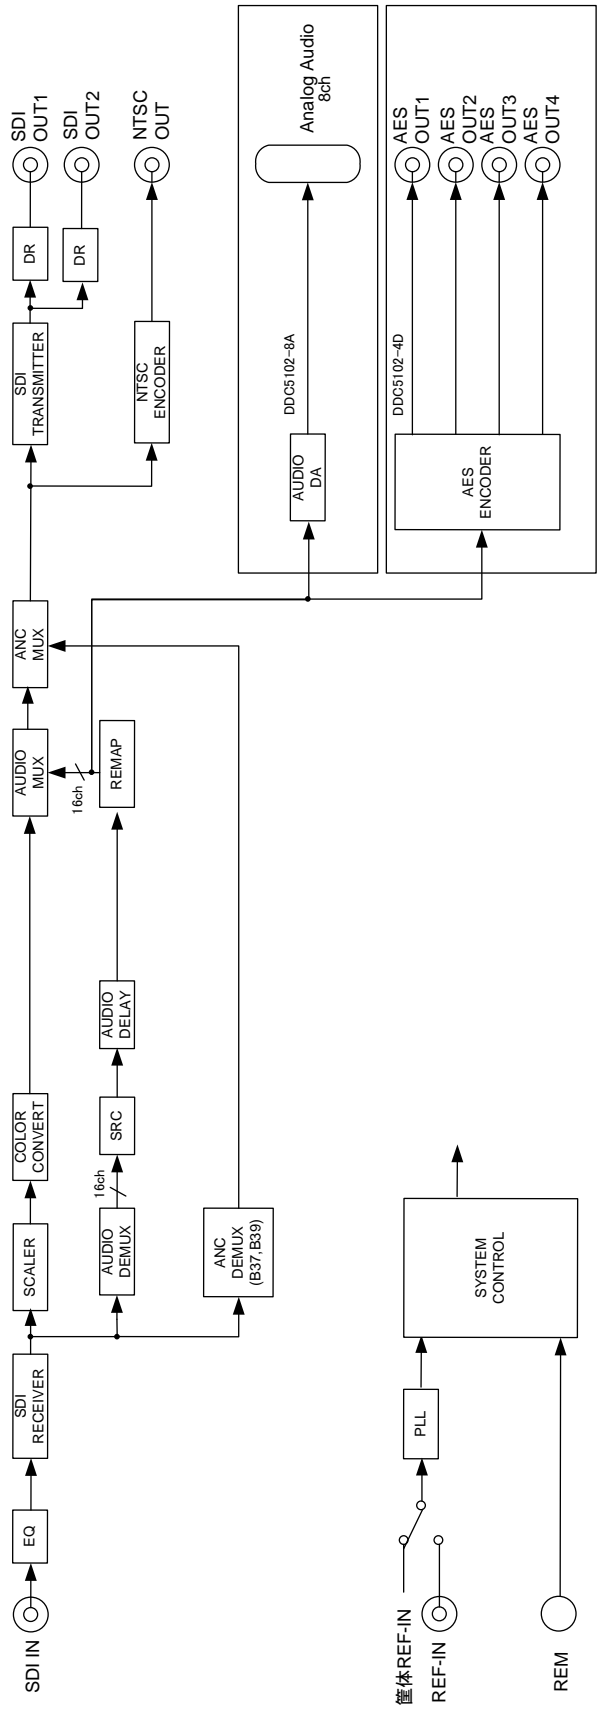 SDI IN
EQ
SDI
RECEIVER
SCALER
COLOR
CONVERT
AUDIO
MUX
ANC
MUX
SDI
TRANSMITTER
DR
SDI
OUT1
DR
SDI
OUT2
NTSC
ENCODER
NTSC
OUT
AUDIO
DEMUX
16ch
SRC
AUDIO
DELAY
REMAP
16ch
ANC
DEMUX
(B37,B39)
AUDIO
DA
DDC5102-8A
Analog Audio
8ch
AES
ENCODER
DDC5102-4D
AES
OUT1
AES
OUT2
AES
OUT3
AES
OUT4
筐体REF-IN
REF-IN
PLL
SYSTEM
CONTROL
REM